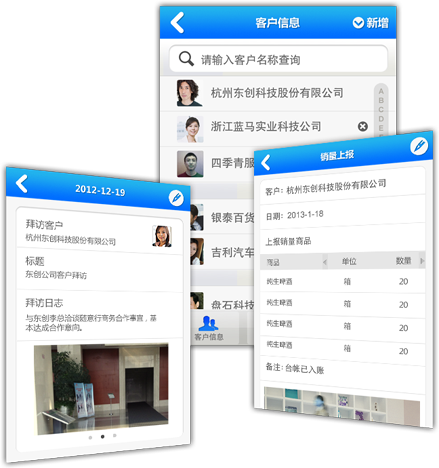 客户信息
新增
请输入客户名称查询
杭州东创科技股份有限公司
浙江蓝马实业科技公司
四季青服
银泰百货
吉利汽车
盘石科技
客户信息
A
B
C
D
E
2012-12-19
拜访客户
杭州东创科技股份有限公司
标题
东创公司客户拜访
拜访日志
与东创李总洽谈随意行商务合作事宜，基
本达成合作意向。
销量上报
客户: 杭州东创科技股份有限公司
日期: 2013-1-18
上报销量商品
商品 单位 数量
纯生啤酒 箱 20
纯生啤酒 箱 20
纯生啤酒 箱 20
备注: 台帐已入账